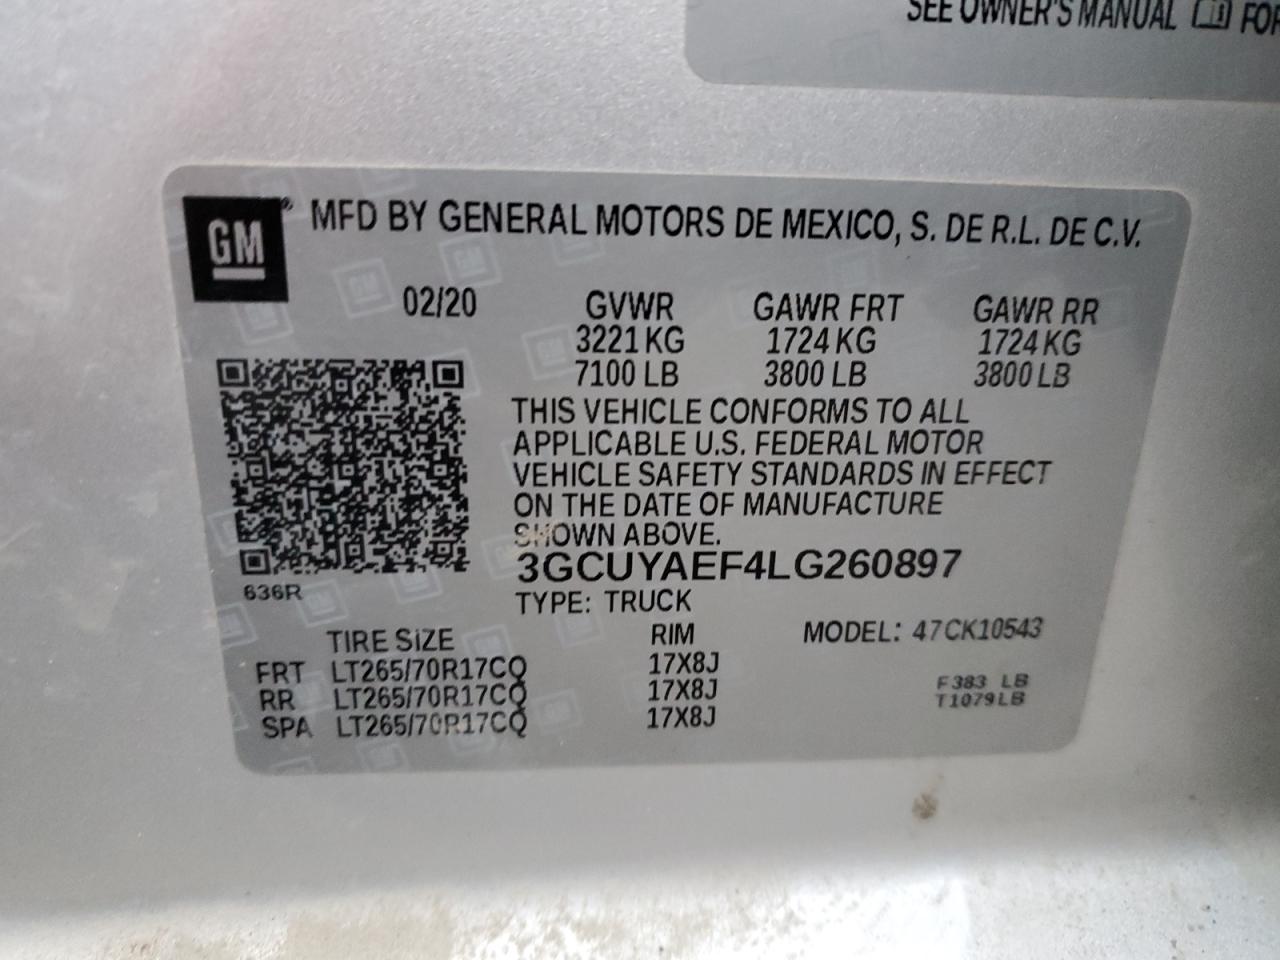 SEE OWNER'S MANUAL FOR
GM
®
MFD BY GENERAL MOTORS DE MEXICO, S. DE R.L. DE C.V.
02/20 GVWR GAWR FRT GAWR RR
3221 KG 1724 KG 1724 KG
7100 LB 3800 LB 3800 LB
THIS VEHICLE CONFORMS TO ALL
APPLICABLE U.S. FEDERAL MOTOR
VEHICLE SAFETY STANDARDS IN EFFECT
ON THE DATE OF MANUFACTURE
SHOWN ABOVE.
3GCUYAEF4LG260897
636R
TYPE: TRUCK
TIRE SIZE RIM MODEL: 47CK10543
FRT LT265/70R17CQ 17X8J
RR LT265/70R17CQ 17X8J
SPA LT265/70R17CQ 17X8J
F383 LB
T1079LB